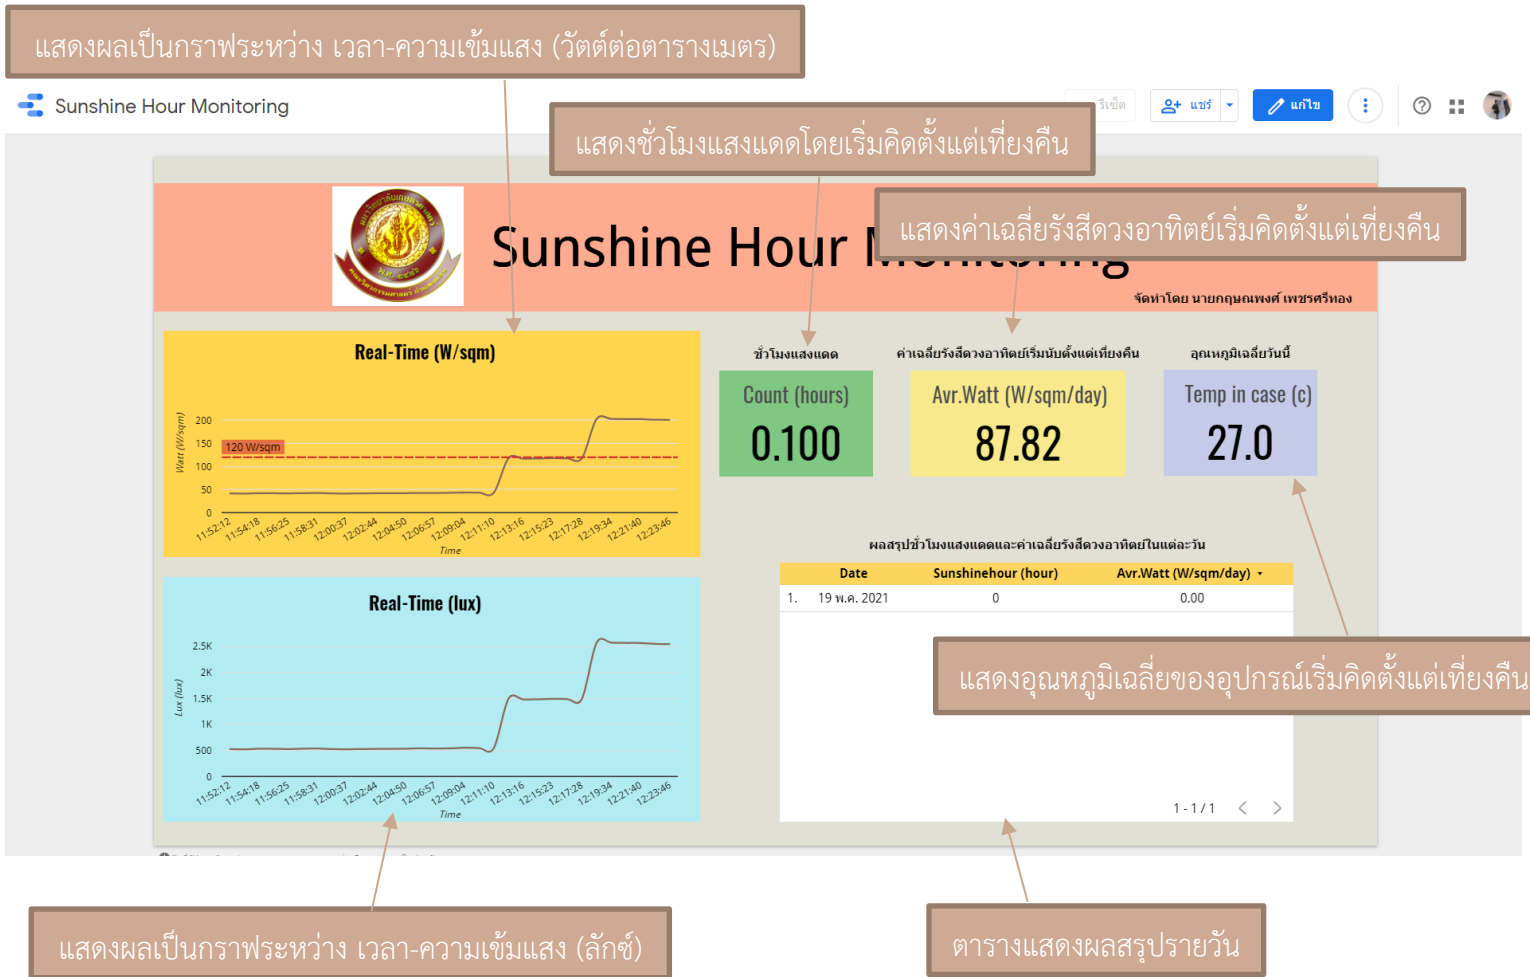 แสดงผลเป็นกราฟระหว่าง เวลา-ความเข้มแสง (วัตต์ต่อตารางเมตร)
Sunshine Hour Monitoring
รีเซ็ต
แชร์
แก้ไข
แสดงชั่วโมงแสงแดดโดยเริ่มคิดตั้งแต่เที่ยงคืน
แสดงค่าเฉลี่ยรังสีดวงอาทิตย์เริ่มคิดตั้งแต่เที่ยงคืน
Sunshine Hour Monitoring
จัดทำโดย นายกฤษณพงศ์ เพชรศรีทอง
Real-Time (W/sqm)
Watt (W/sqm)
200
150
100
50
0
120 W/sqm
11:52:12 11:54:18 11:56:25 11:58:31 12:00:37 12:02:44 12:04:50 12:06:57 12:09:04 12:11:10 12:13:16 12:15:23 12:17:28 12:19:34 12:21:40 12:23:46
Time
ชั่วโมงแสงแดด
Count (hours)
0.100
ค่าเฉลี่ยรังสีดวงอาทิตย์เริ่มนับตั้งแต่เที่ยงคืน
Avr.Watt (W/sqm/day)
87.82
อุณหภูมิเฉลี่ยวันนี้
Temp in case (c)
27.0
ผลสรุปชั่วโมงแสงแดดและค่าเฉลี่ยรังสีดวงอาทิตย์ในแต่ละวัน
Date Sunshinehour (hour) Avr.Watt (W/sqm/day)
1. 19 พ.ค. 2021 0 0.00
1 - 1 / 1
Real-Time (lux)
Lux (lux)
2.5K
2K
1.5K
1K
500
0
11:52:12 11:54:18 11:56:25 11:58:31 12:00:37 12:02:44 12:04:50 12:06:57 12:09:04 12:11:10 12:13:16 12:15:23 12:17:28 12:19:34 12:21:40 12:23:46
Time
แสดงอุณหภูมิเฉลี่ยของอุปกรณ์เริ่มคิดตั้งแต่เที่ยงคืน
แสดงผลเป็นกราฟระหว่าง เวลา-ความเข้มแสง (ลักซ์)
ตารางแสดงผลสรุปรายวัน